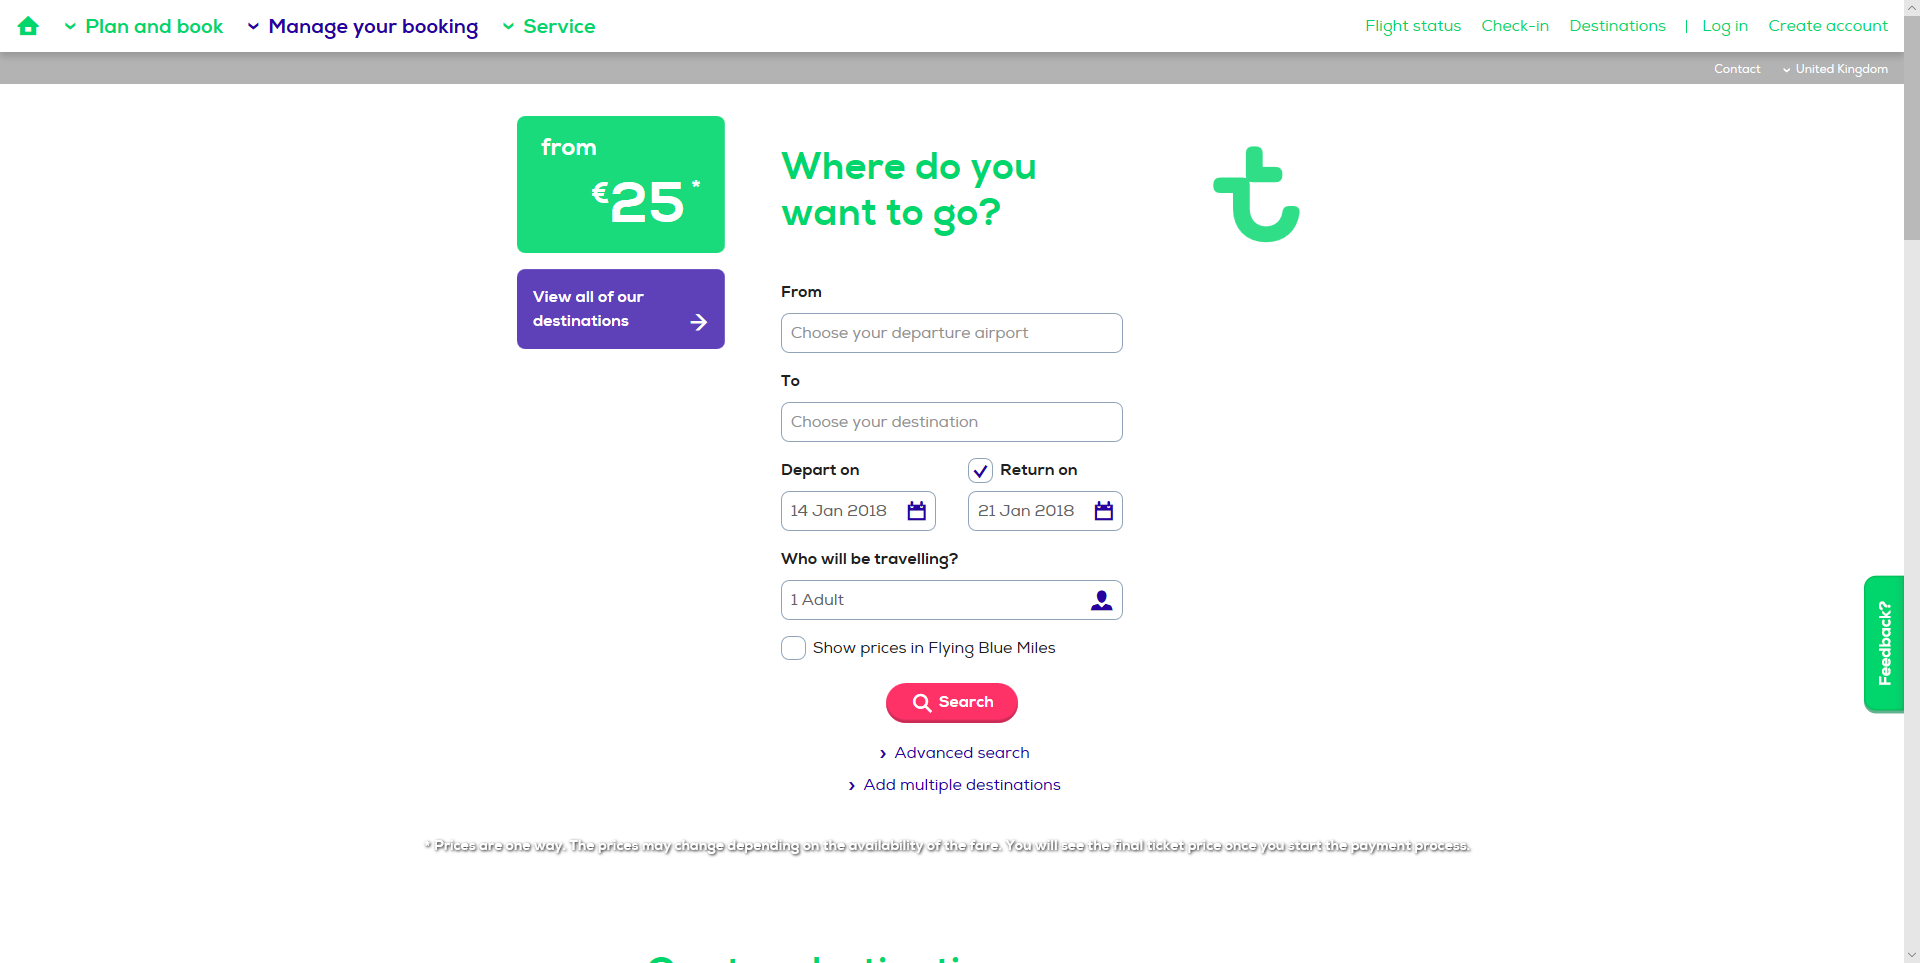 Plan and book
Manage your booking
Service
Flight status
Check-in
Destinations
|
Log in
Create account
Contact
United Kingdom
from
€25*
View all of our
destinations
Where do you
want to go?
From
Choose your departure airport
To
Choose your destination
Depart on
Return on
14 Jan 2018
21 Jan 2018
Who will be travelling?
1 Adult
Show prices in Flying Blue Miles
Search
Advanced search
Add multiple destinations
Feedback?
* Prices are one way. The prices may change depending on the availability of the fare. You will see the final ticket price once you start the payment process.